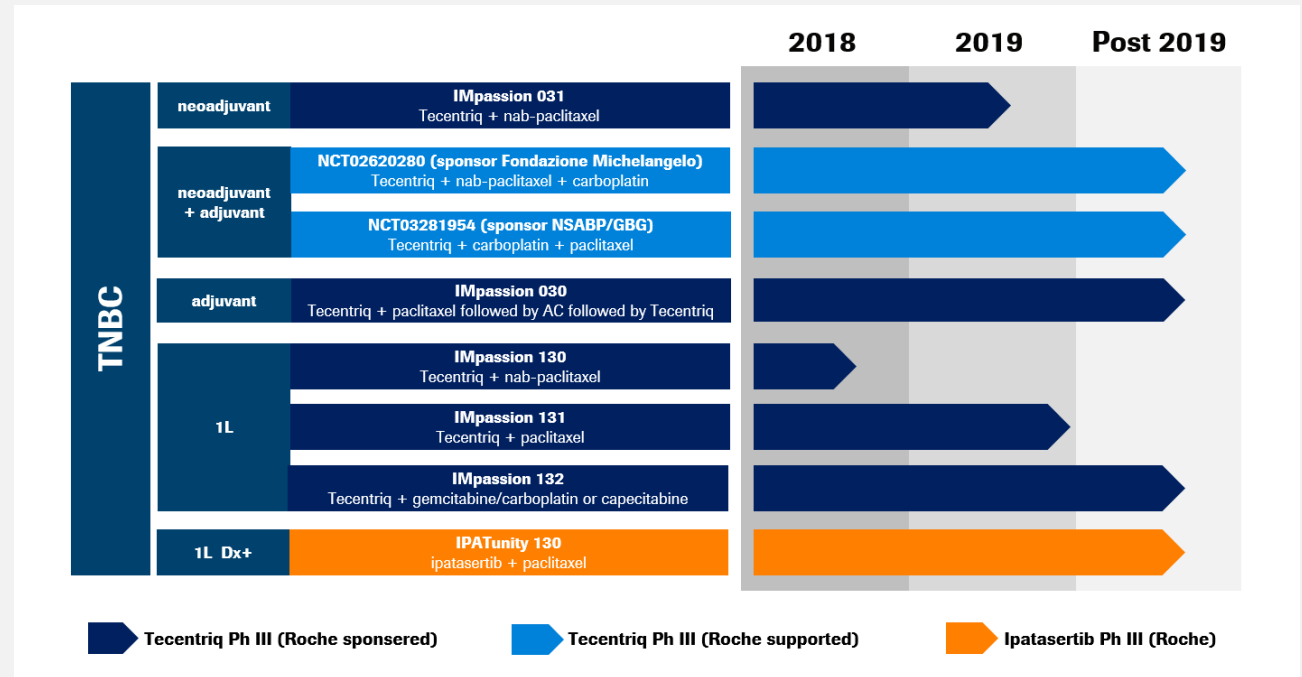 2018 2019 Post 2019
TNBC
neoadjuvant
IMpassion 031
Tecentriq + nab-paclitaxel
neoadjuvant
+ adjuvant
NCT02620280 (sponsor Fondazione Michelangelo)
Tecentriq + nab-paclitaxel + carboplatin
NCT03281954 (sponsor NSABP/GBG)
Tecentriq + carboplatin + paclitaxel
adjuvant
IMpassion 030
Tecentriq + paclitaxel followed by AC followed by Tecentriq
1L
IMpassion 130
Tecentriq + nab-paclitaxel
IMpassion 131
Tecentriq + paclitaxel
IMpassion 132
Tecentriq + gemcitabine/carboplatin or capecitabine
1L Dx+
IPATunity 130
ipatasertib + paclitaxel
Tecentriq Ph III (Roche sponsered)
Tecentriq Ph III (Roche supported)
Ipatasertib Ph III (Roche)